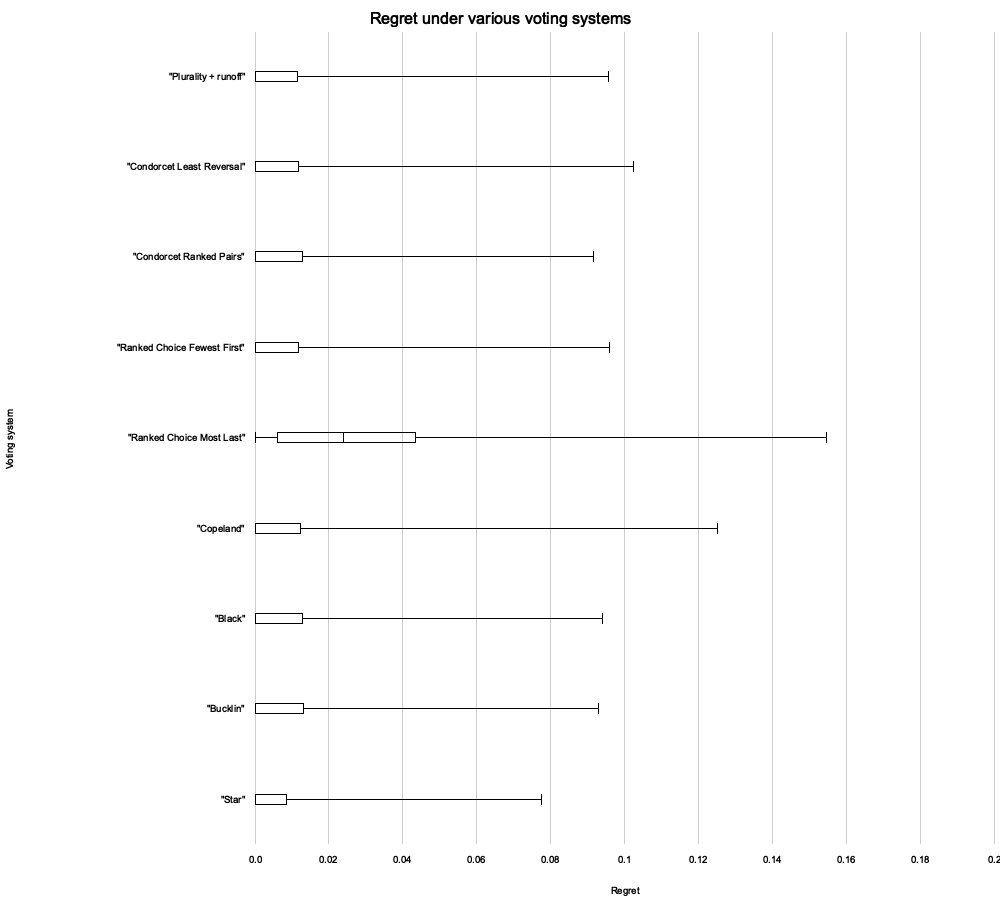 Regret under various voting systems
"Plurality + runoff"
"Condorcet Least Reversal"
"Condorcet Ranked Pairs"
"Ranked Choice Fewest First"
"Ranked Choice Most Last"
Voting system
"Copeland"
"Black"
"Bucklin"
"Star"
0.0 0.02 0.04 0.06 0.08 0.1 0.12 0.14 0.16 0.18 0.2
Regret